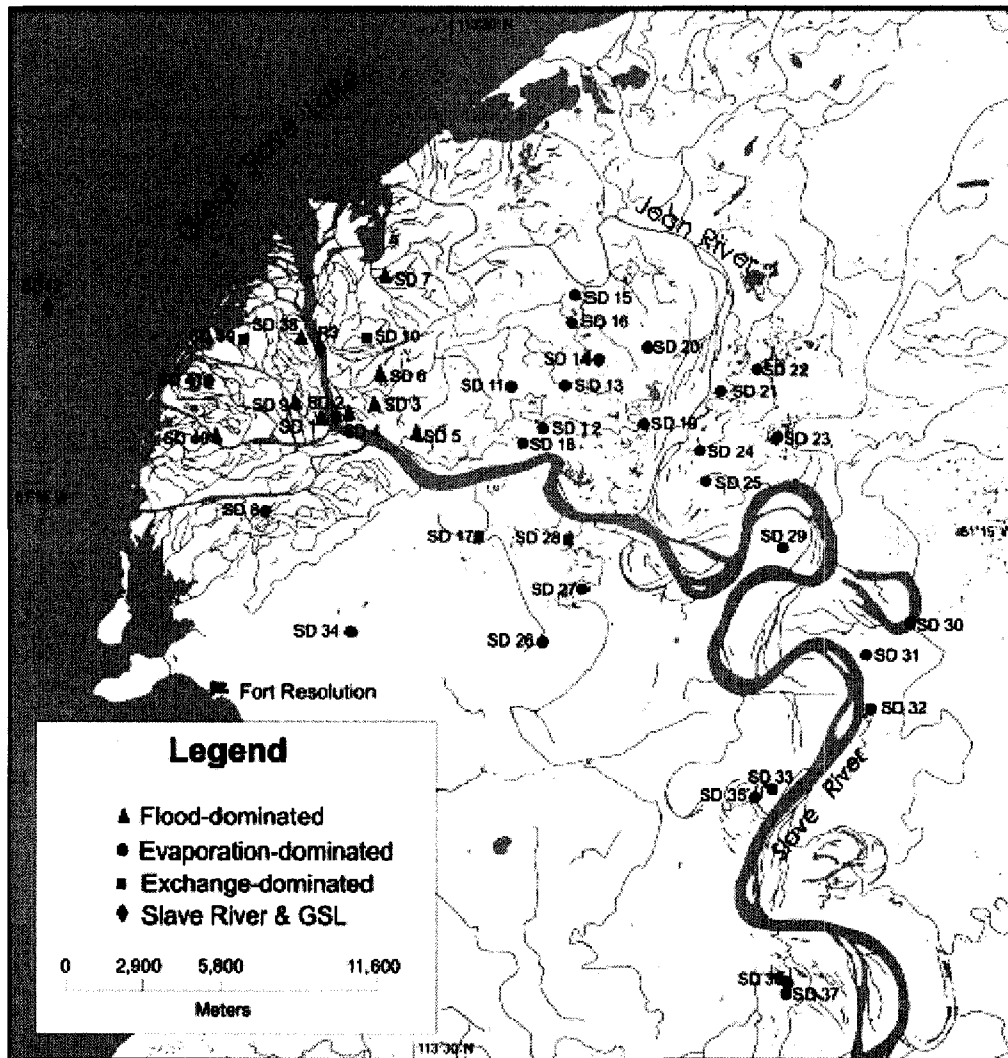 SD 7
Jean River
SD 15
SD 16
SD 38
SD 10
SD 20
SD 14
SD 22
SD 6
SD 11
SD 13
SD 21
SD 9
SD 2
SD 3
SD 1
SD 12
SD 19
SD 5
SD 18
SD 23
SD 24
SD 25
SD 8
SD 17
SD 28
SD 29
SD 27
SD 30
SD 34
SD 26
SD 31
Fort Resolution
SD 32
SD 33
SD 35
Slave River
SD 37
Legend
Flood-dominated
Evaporation-dominated
Exchange-dominated
Slave River & GSL
0 2,900 5,800 11,600
Meters
113°30' N